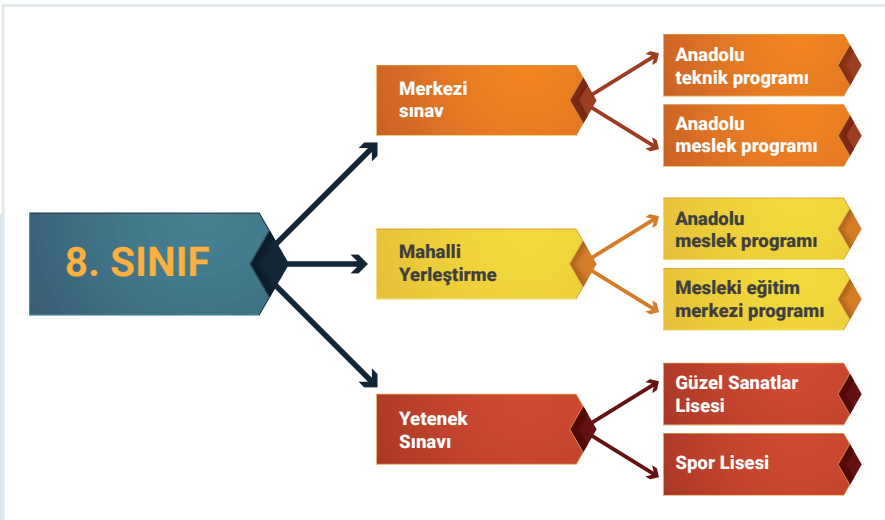 8. SINIF
Merkezi
sınav
Anadolu
teknik programı
Anadolu
meslek programı
Mahalli
Yerleştirme
Anadolu
meslek programı
Mesleki eğitim
merkezi programı
Yetenek
Sınavı
Güzel Sanatlar
Lisesi
Spor Lisesi